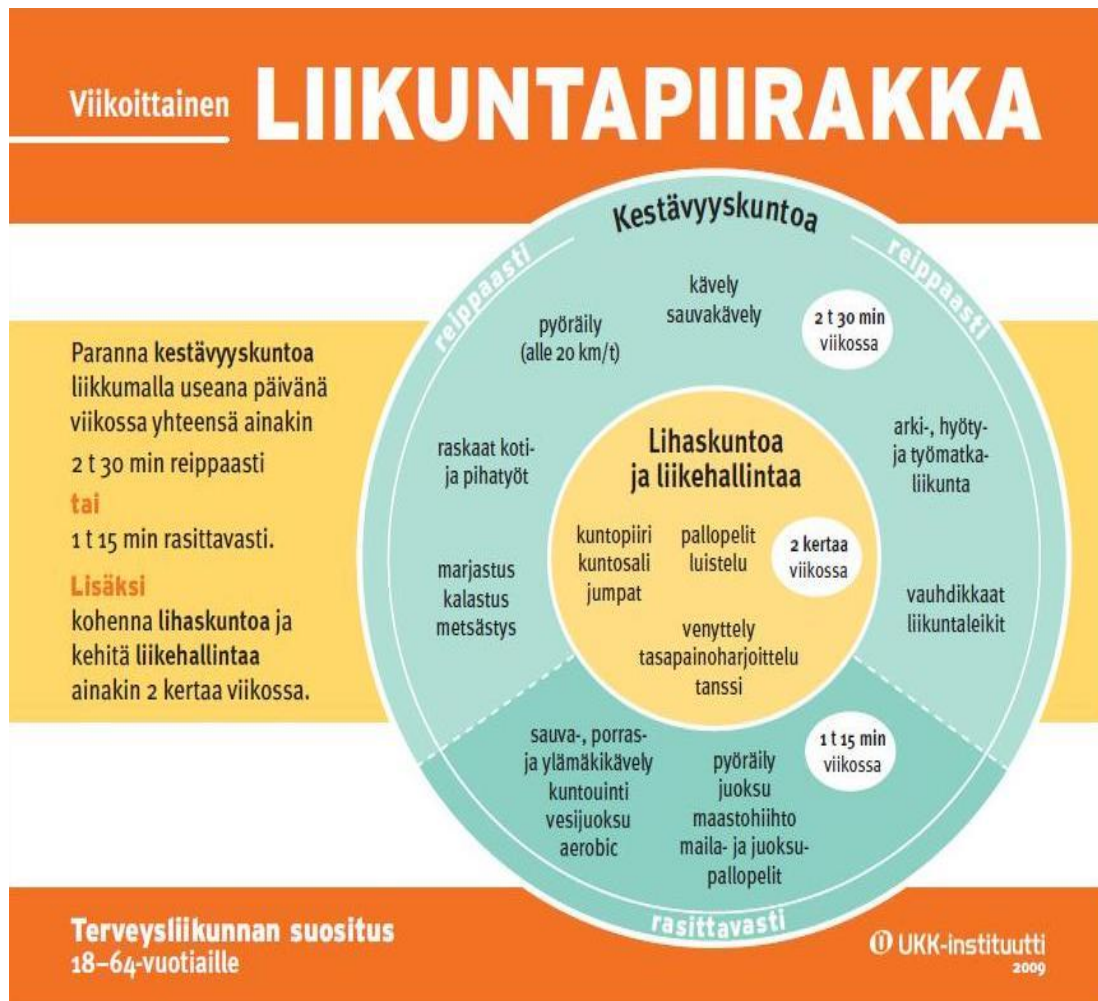 Viikoittainen LIIKUNTAPIIRAKKA
Paranna kestävyyskuntoa
liikkumalla useana päivänä
viikossa yhteensä ainakin
2 t 30 min reippaasti
tai
1 t 15 min rasittavasti.
Lisäksi
kohenna lihaskuntoa ja
kehitä liikehallintaa
ainakin 2 kertaa viikossa.
Kestävyyskuntoa
reippaasti
reippaasti
kävely
sauvakävely
2 t 30 min
viikossa
pyöräily
(alle 20 km/t)
raskaat koti-
ja pihatyöt
marjastus
kalastus
metsästys
arki-, hyöty-
ja työmatka-
liikunta
vauhdikkaat
liikuntaleikit
Lihaskuntoa
ja liikehallintaa
kuntopiiri
kuntosali
jumpat
pallopelit
luistelu
2 kertaa
viikossa
venyttely
tasapainoharjoittelu
tanssi
sauva-, porras-
ja ylämäkikävely
kuntouinti
vesijuoksu
aerobic
pyöräily
juoksu
maastohiihto
maila- ja juoksu-
pallopelit
1 t 15 min
viikossa
rasittavasti
Terveysliikunnan suositus
18–64-vuotiaille
UKK-instituutti
2009